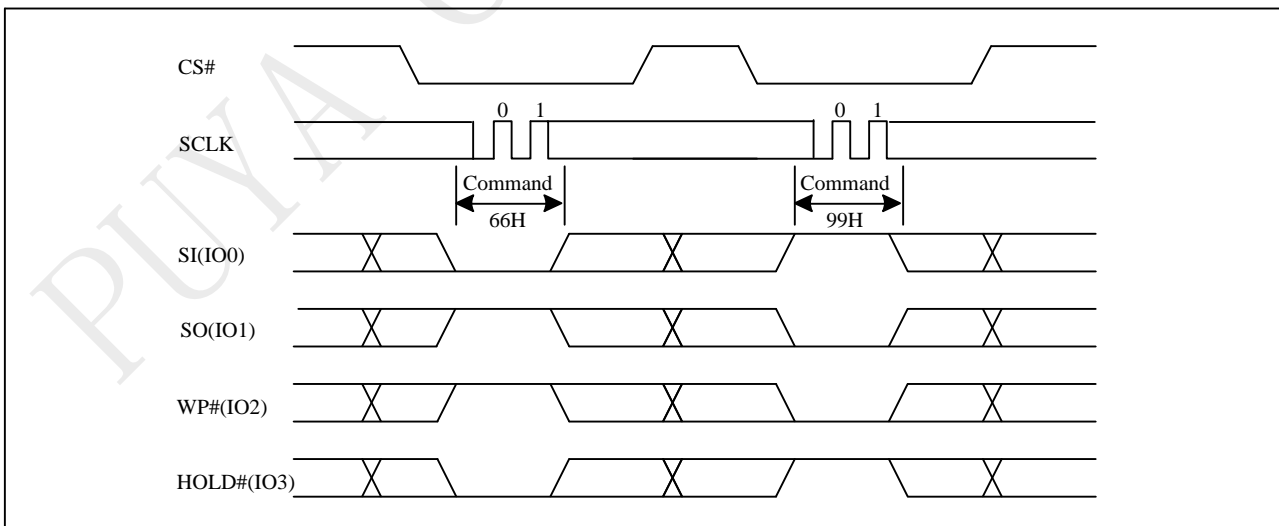 CS#
0 1 0 1
SCLK
Command Command
66H 99H
SI(IO0)
SO(IO1)
WP#(IO2)
HOLD#(IO3)
PUYA